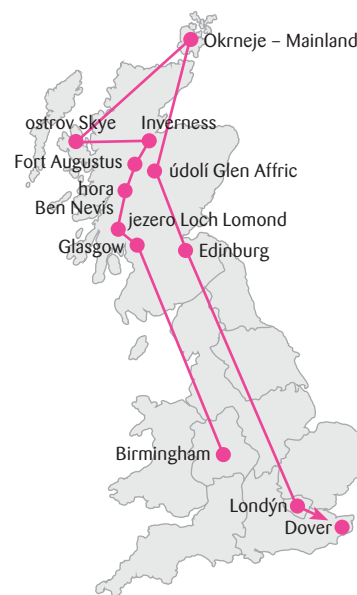 Okrneje – Mainland
ostrov Skye
Inverness
Fort Augustus
údolí Glen Affric
hora
Ben Nevis
jezero Loch Lomond
Glasgow
Edinburg
Birmingham
Londýn
Dover